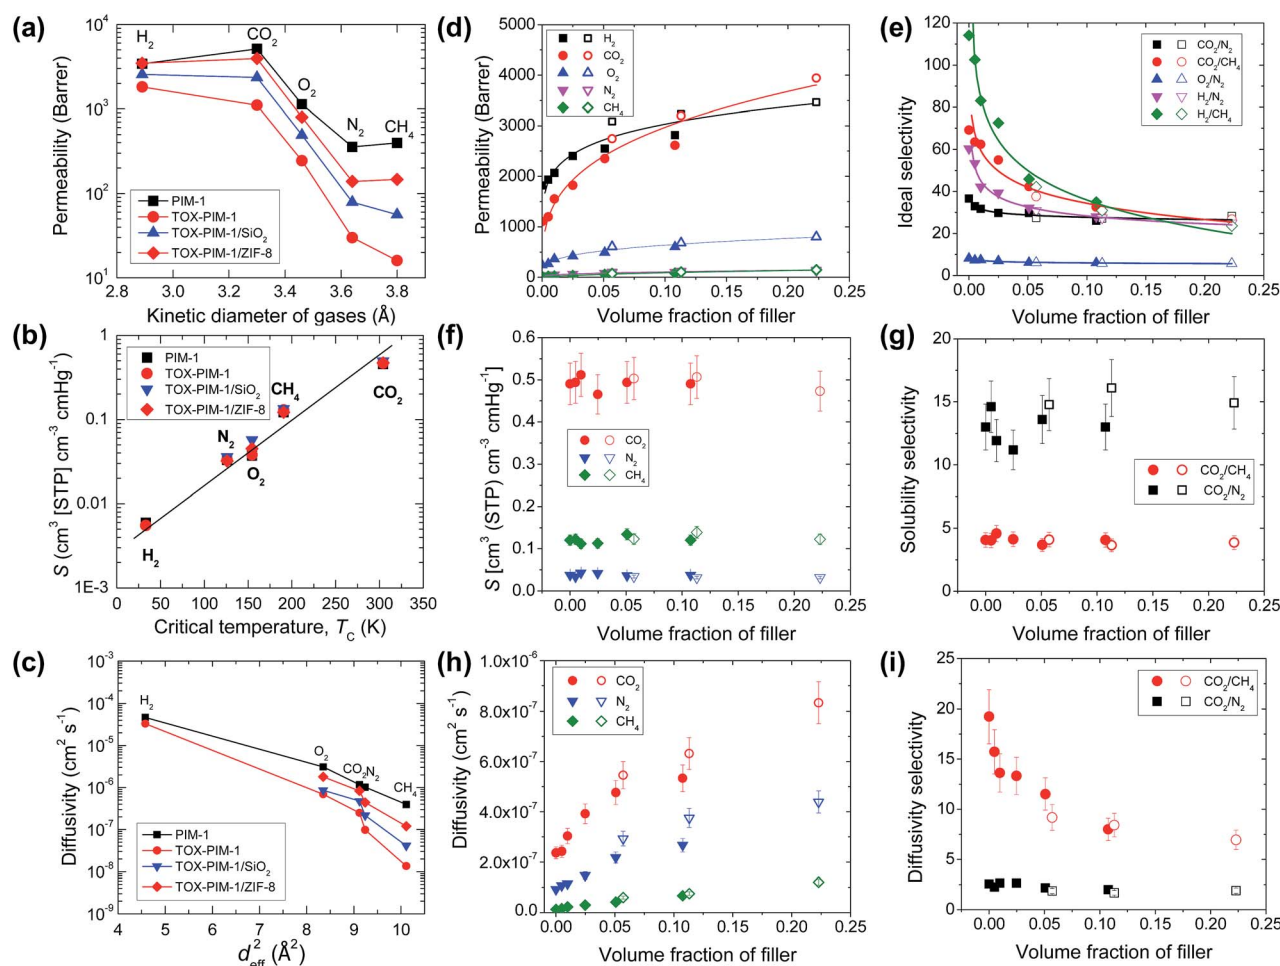 (a)
H2
CO2
O2
N2
CH4
10^4
10^3
10^2
10^1
PIM-1
TOX-PIM-1
TOX-PIM-1/SiO2
TOX-PIM-1/ZIF-8
2.8 3.0 3.2 3.4 3.6 3.8
Permeability (Barrer)
Kinetic diameter of gases (Å)
(d)
5000
4000
3000
2000
1000
0
H2
CO2
O2
N2
CH4
0.00 0.05 0.10 0.15 0.20 0.25
Permeability (Barrer)
Volume fraction of filler
(e)
120
100
80
60
40
20
0
CO2/N2
CO2/CH4
O2/N2
H2/N2
H2/CH4
0.00 0.05 0.10 0.15 0.20 0.25
Ideal selectivity
Volume fraction of filler
(b)
1
0.1
0.01
1E-3
PIM-1
TOX-PIM-1
TOX-PIM-1/SiO2
TOX-PIM-1/ZIF-8
CH4
CO2
N2
O2
H2
0 50 100 150 200 250 300 350
S (cm^3 [STP] cm^-3 cmHg^-1)
Critical temperature, TC (K)
(f)
0.6
0.5
0.4
0.3
0.2
0.1
0.0
CO2
N2
CH4
0.00 0.05 0.10 0.15 0.20 0.25
S [cm^3 (STP) cm^-3 cmHg^-1]
Volume fraction of filler
(g)
20
15
10
5
0
CO2/CH4
CO2/N2
0.00 0.05 0.10 0.15 0.20 0.25
Solubility selectivity
Volume fraction of filler
(c)
10^-3
10^-4
10^-5
10^-6
10^-7
10^-8
10^-9
H2
O2
CO2N2
CH4
PIM-1
TOX-PIM-1
TOX-PIM-1/SiO2
TOX-PIM-1/ZIF-8
4 5 6 7 8 9 10
Diffusivity (cm^2 s^-1)
d^2eff (Å^2)
(h)
1.0x10^-6
8.0x10^-7
6.0x10^-7
4.0x10^-7
2.0x10^-7
0.0
CO2
N2
CH4
0.00 0.05 0.10 0.15 0.20 0.25
Diffusivity (cm^2 s^-1)
Volume fraction of filler
(i)
25
20
15
10
5
0
CO2/CH4
CO2/N2
0.00 0.05 0.10 0.15 0.20 0.25
Diffusivity selectivity
Volume fraction of filler